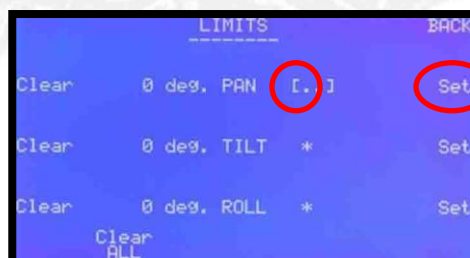 LIMITS BACK
Clear 0 deg. PAN [..] Set
Clear 0 deg. TILT * Set
Clear 0 deg. ROLL * Set
Clear
ALL